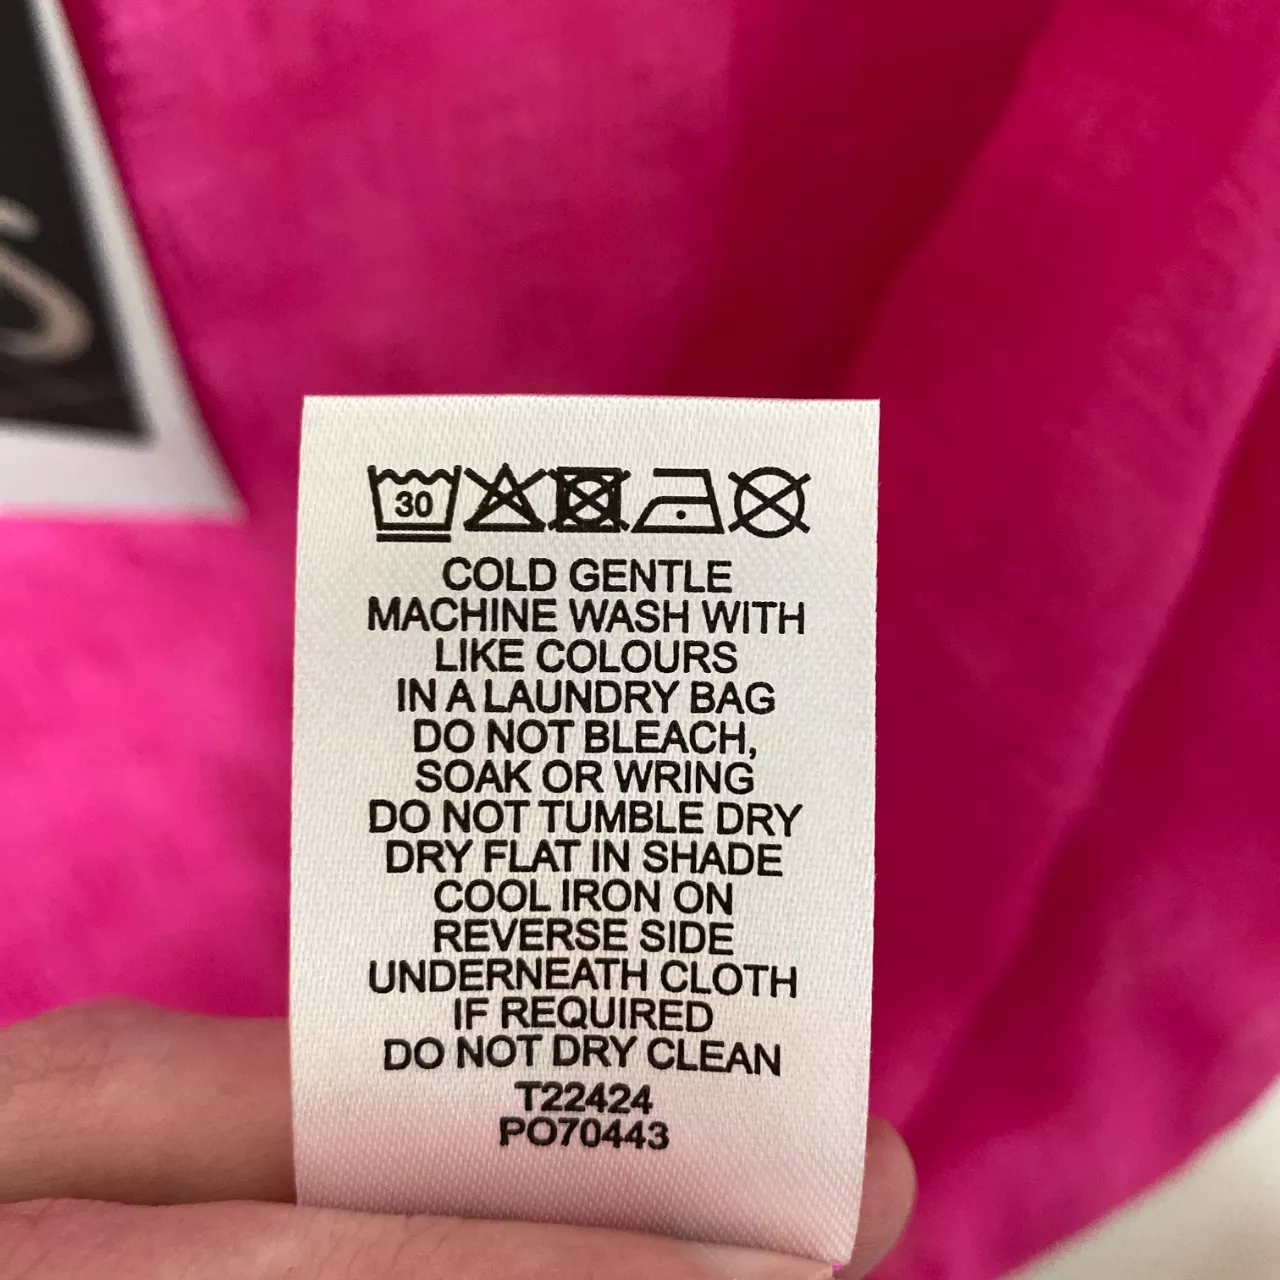 30
COLD GENTLE
MACHINE WASH WITH
LIKE COLOURS
IN A LAUNDRY BAG
DO NOT BLEACH,
SOAK OR WRING
DO NOT TUMBLE DRY
DRY FLAT IN SHADE
COOL IRON ON
REVERSE SIDE
UNDERNEATH CLOTH
IF REQUIRED
DO NOT DRY CLEAN
T22424
PO70443